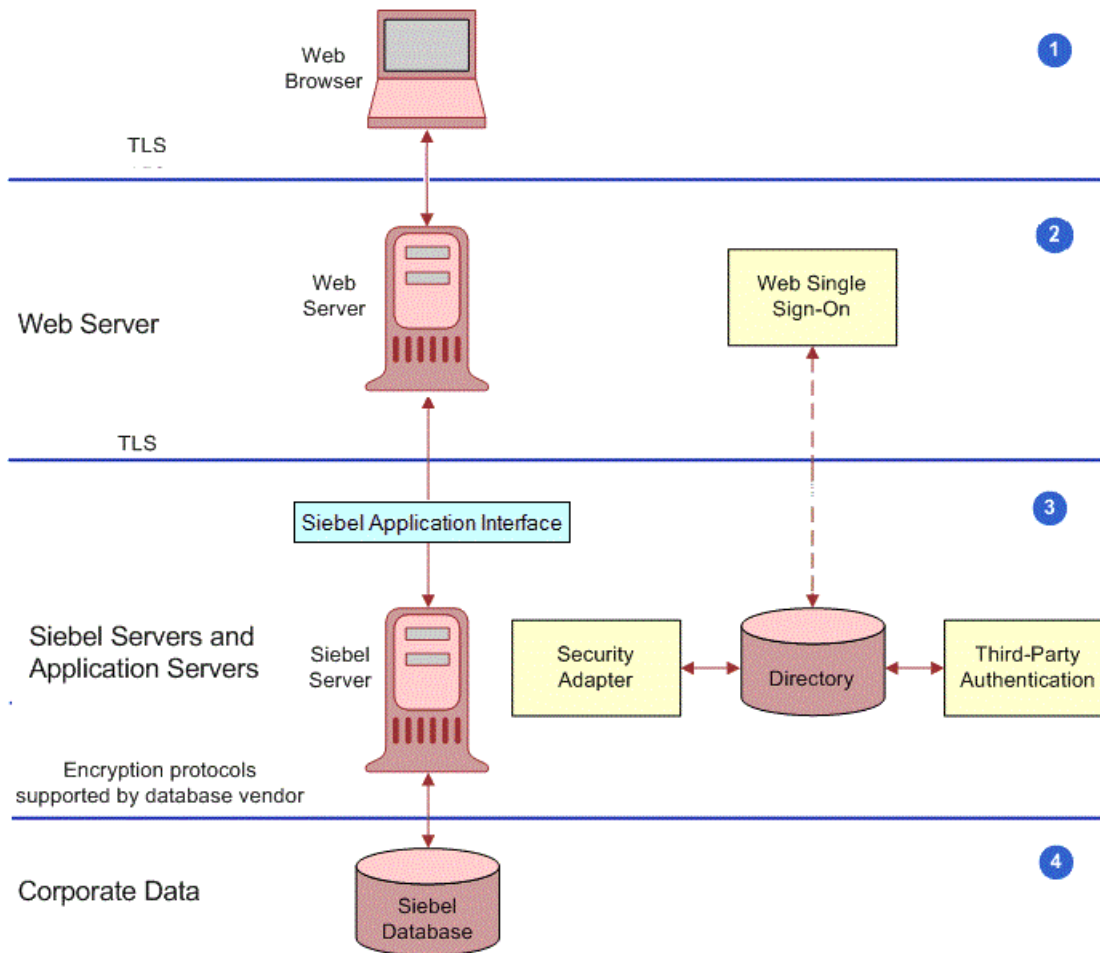 Web
Browser
1
TLS
2
Web
Server
Web Single
Sign-On
Web Server
TLS
3
Siebel Application Interface
Siebel Servers and
Application Servers
Siebel
Server
Security
Adapter
Directory
Third-Party
Authentication
Encryption protocols
supported by database vendor
4
Corporate Data
Siebel
Database